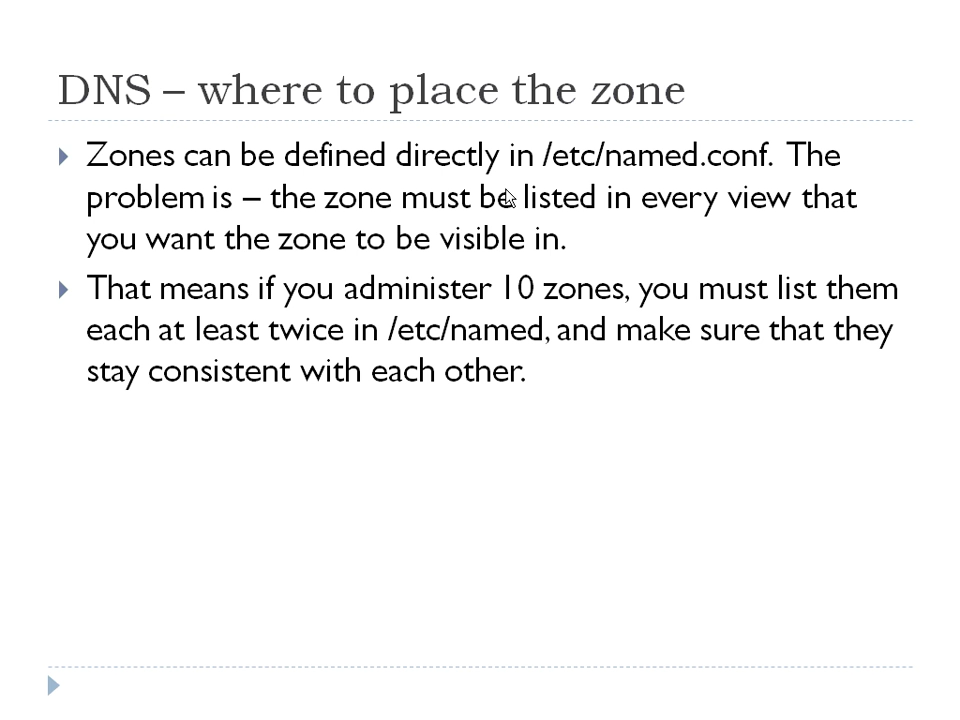 DNS – where to place the zone
Zones can be defined directly in /etc/named.conf.  The
problem is – the zone must be listed in every view that
you want the zone to be visible in.
That means if you administer 10 zones, you must list them
each at least twice in /etc/named, and make sure that they
stay consistent with each other.